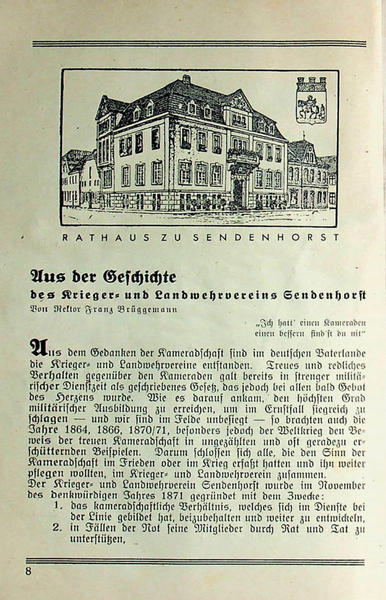 RATHAUS ZU SENDENHORST
Aus der Geschichte
des Krieger- und Landwehrvereins Sendenhorst
Von Rektor Franz Brüggemann
„Ich hatt' einen Kameraden
einen bessern find'st du nit“
Aus dem Gedanken der Kameradschaft sind im deutschen Vaterlande
die Krieger- und Landwehrvereine entstanden. Treues und redliches
Verhalten gegenüber den Kameraden galt bereits in strenger militä-
rischer Dienstzeit als geschriebenes Gesetz, das jedoch bei allen bald Gebot
des Herzens wurde. Wie es darauf ankam, den höchsten Grad
militärischer Ausbildung zu erreichen, um im Ernstfall siegreich zu
schlagen — und wir sind im Felde unbesiegt — so brachten auch die
Jahre 1864, 1866, 1870/71, besonders jedoch der Weltkrieg den Be-
weis der treuen Kameradschaft in ungezählten und oft geradezu er-
schütternden Beispielen. Darum schlossen sich alle, die den Sinn der
Kameradschaft im Frieden oder im Krieg erfaßt hatten und ihn weiter
pflegen wollten, im Krieger- und Landwehrverein zusammen.
Der Krieger- und Landwehrverein Sendenhorst wurde im November
des denkwürdigen Jahres 1871 gegründet mit dem Zwecke:
1. das kameradschaftliche Verhältnis, welches sich im Dienste bei
der Linie gebildet hat, beizubehalten und weiter zu entwickeln,
2. in Fällen der Not seine Mitglieder durch Rat und Tat zu
unterstützen,
8